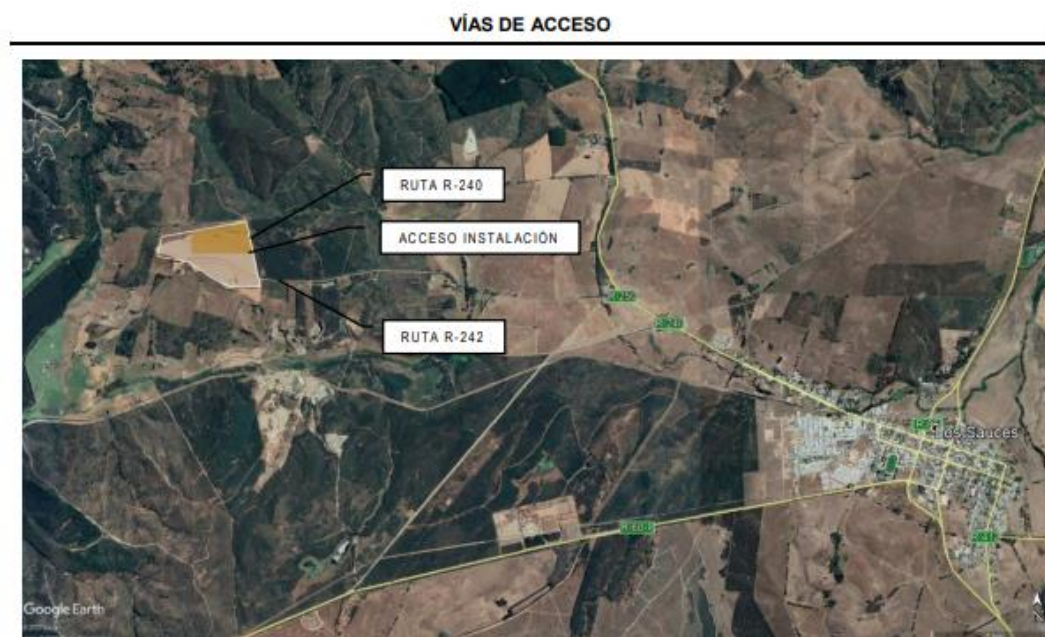 VÍAS DE ACCESO
RUTA R-240
ACCESO INSTALACIÓN
RUTA R-242
Los Sauces
Google Earth